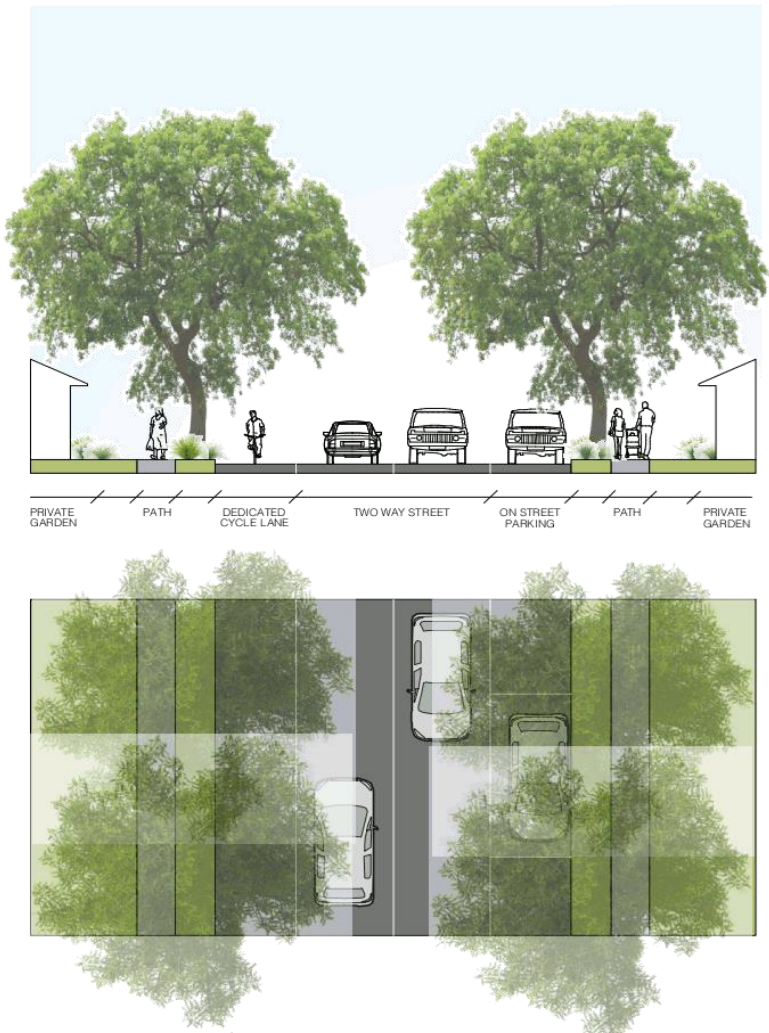 PRIVATE
GARDEN
PATH
DEDICATED
CYCLE LANE
TWO WAY STREET
ON STREET
PARKING
PATH
PRIVATE
GARDEN